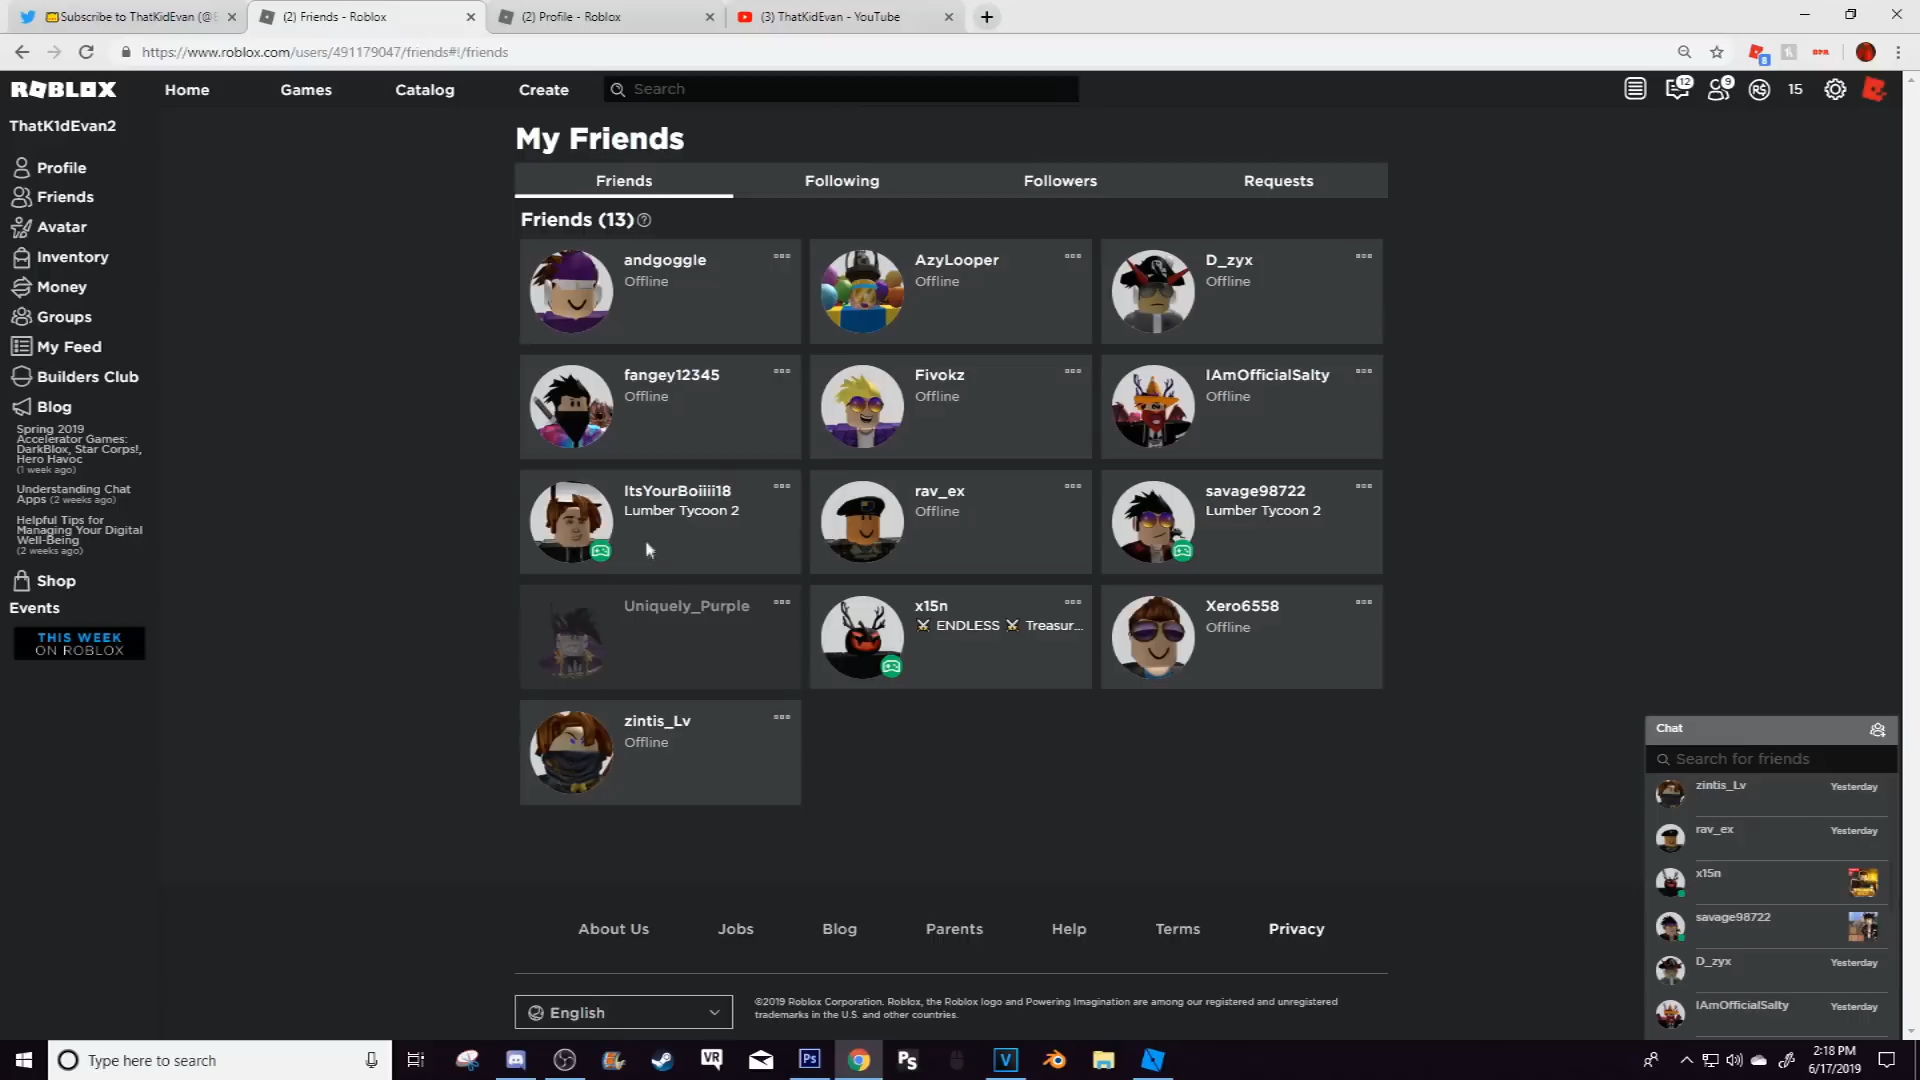 Subscribe to ThatKidEvan (@E
(2) Friends - Roblox
(2) Profile - Roblox
(3) ThatKidEvan - YouTube
https://www.roblox.com/users/491179047/friends#!/friends
8
ROBLOX
Home
Games
Catalog
Create
Search
12
9
R$
15
ThatK1dEvan2
Profile
Friends
Avatar
Inventory
Money
Groups
My Feed
Builders Club
Blog
Spring 2019
Accelerator Games:
DarkBlox, Star Corps!,
Hero Havoc
(1 week ago)
Understanding Chat
Apps (2 weeks ago)
Helpful Tips for
Managing Your Digital
Well-Being
(2 weeks ago)
Shop
Events
THIS WEEK
ON ROBLOX
My Friends
Friends
Following
Followers
Requests
Friends (13)
andgoggle
Offline
AzyLooper
Offline
D_zyx
Offline
fangey12345
Offline
Fivokz
Offline
IAmOfficialSalty
Offline
ItsYourBoiiii18
Lumber Tycoon 2
rav_ex
Offline
savage98722
Lumber Tycoon 2
Uniquely_Purple
x15n
ENDLESS Treasur...
Xero6558
Offline
zintis_Lv
Offline
Chat
Search for friends
zintis_Lv Yesterday
rav_ex Yesterday
x15n
savage98722
D_zyx Yesterday
IAmOfficialSalty Yesterday
About Us
Jobs
Blog
Parents
Help
Terms
Privacy
English
©2019 Roblox Corporation. Roblox, the Roblox logo and Powering Imagination are among our registered and unregistered
trademarks in the U.S. and other countries.
Type here to search
VR
Ps
Ps
V
2:18 PM
6/17/2019